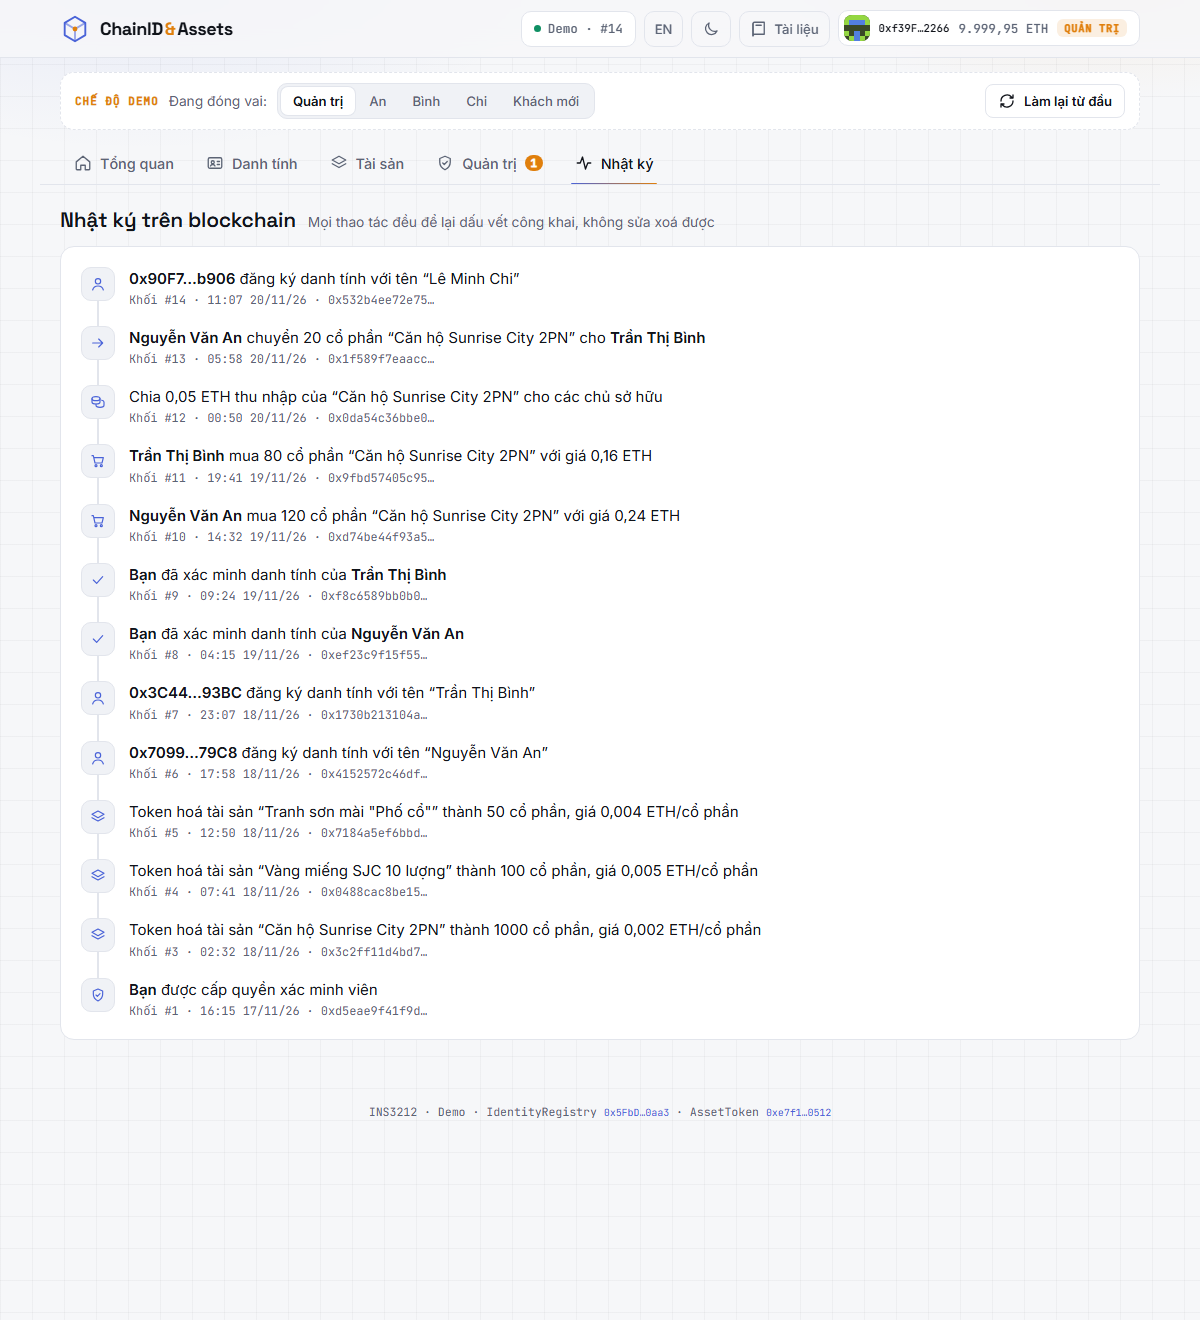 ChainID&Assets
Demo · #14
EN
Tài liệu
0xf39F…2266 9.999,95 ETH QUẢN TRỊ
CHẾ ĐỘ DEMO Đang đóng vai: Quản trị An Bình Chi Khách mới
Làm lại từ đầu
Tổng quan Danh tính Tài sản Quản trị 1 Nhật ký
Nhật ký trên blockchain Mọi thao tác đều để lại dấu vết công khai, không sửa xoá được
0x90F7…b906 đăng ký danh tính với tên “Lê Minh Chi”
Khối #14 · 11:07 20/11/26 · 0x532b4ee72e75…
Nguyễn Văn An chuyển 20 cổ phần “Căn hộ Sunrise City 2PN” cho Trần Thị Bình
Khối #13 · 05:58 20/11/26 · 0x1f589f7eaacc…
Chia 0,05 ETH thu nhập của “Căn hộ Sunrise City 2PN” cho các chủ sở hữu
Khối #12 · 00:50 20/11/26 · 0x0da54c36bbe0…
Trần Thị Bình mua 80 cổ phần “Căn hộ Sunrise City 2PN” với giá 0,16 ETH
Khối #11 · 19:41 19/11/26 · 0x9fbd57405c95…
Nguyễn Văn An mua 120 cổ phần “Căn hộ Sunrise City 2PN” với giá 0,24 ETH
Khối #10 · 14:32 19/11/26 · 0xd74be44f93a5…
Bạn đã xác minh danh tính của Trần Thị Bình
Khối #9 · 09:24 19/11/26 · 0xf8c6589bb0b0…
Bạn đã xác minh danh tính của Nguyễn Văn An
Khối #8 · 04:15 19/11/26 · 0xef23c9f15f55…
0x3C44…93BC đăng ký danh tính với tên “Trần Thị Bình”
Khối #7 · 23:07 18/11/26 · 0x1730b213104a…
0x7099…79C8 đăng ký danh tính với tên “Nguyễn Văn An”
Khối #6 · 17:58 18/11/26 · 0x4152572c46df…
Token hoá tài sản “Tranh sơn mài "Phố cổ"” thành 50 cổ phần, giá 0,004 ETH/cổ phần
Khối #5 · 12:50 18/11/26 · 0x7184a5ef6bbd…
Token hoá tài sản “Vàng miếng SJC 10 lượng” thành 100 cổ phần, giá 0,005 ETH/cổ phần
Khối #4 · 07:41 18/11/26 · 0x0488cac8be15…
Token hoá tài sản “Căn hộ Sunrise City 2PN” thành 1000 cổ phần, giá 0,002 ETH/cổ phần
Khối #3 · 02:32 18/11/26 · 0x3c2ff11d4bd7…
Bạn được cấp quyền xác minh viên
Khối #1 · 16:15 17/11/26 · 0xd5eae9f41f9d…
INS3212 · Demo · IdentityRegistry 0x5FbD…0aa3 · AssetToken 0xe7f1…0512